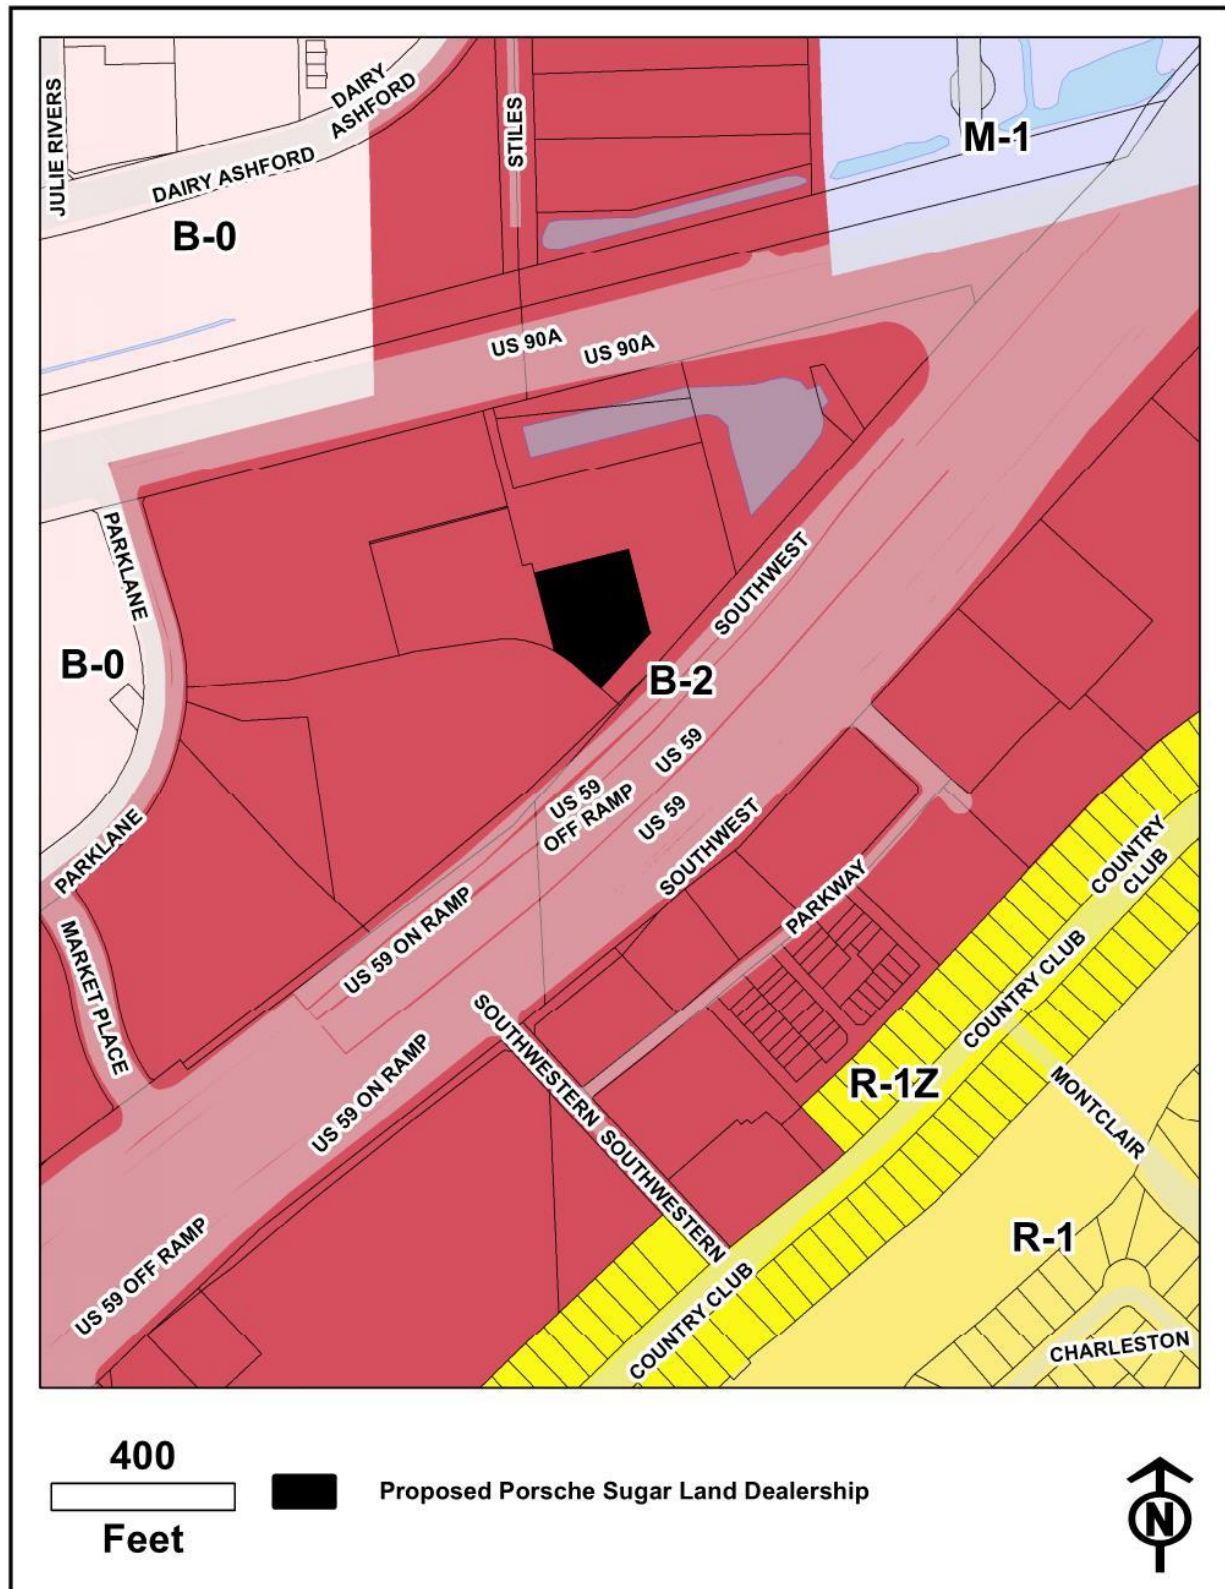 JULIE RIVERS
DAIRY
ASHFORD
DAIRY ASHFORD
STILES
M-1
B-0
US 90A
US 90A
PARKLANE
SOUTHWEST
B-0
B-2
US 59
US 59
OFF RAMP
US 59
SOUTHWEST
PARKLANE
COUNTRY
CLUB
PARKWAY
US 59 ON RAMP
MARKET PLACE
COUNTRY CLUB
SOUTHWESTERN
US 59 ON RAMP
R-1Z
MONTCLAIR
SOUTHWESTERN
US 59 OFF RAMP
R-1
COUNTRY CLUB
CHARLESTON
400
Feet
Proposed Porsche Sugar Land Dealership
N